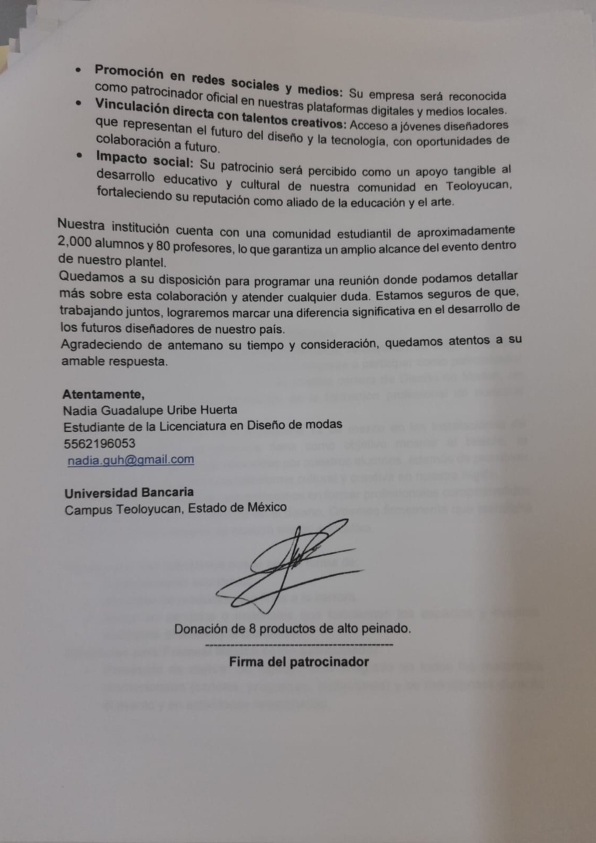 • Promoción en redes sociales y medios: Su empresa será reconocida
como patrocinador oficial en nuestras plataformas digitales y medios locales.
• Vinculación directa con talentos creativos: Acceso a jóvenes diseñadores
que representan el futuro del diseño y la tecnología, con oportunidades de
colaboración a futuro.
• Impacto social: Su patrocinio será percibido como un apoyo tangible al
desarrollo educativo y cultural de nuestra comunidad en Teoloyucan,
fortaleciendo su reputación como aliado de la educación y el arte.
Nuestra institución cuenta con una comunidad estudiantil de aproximadamente
2,000 alumnos y 80 profesores, lo que garantiza un amplio alcance del evento dentro
de nuestro plantel.
Quedamos a su disposición para programar una reunión donde podamos detallar
más sobre esta colaboración y atender cualquier duda. Estamos seguros de que,
trabajando juntos, lograremos marcar una diferencia significativa en el desarrollo de
los futuros diseñadores de nuestro país.
Agradeciendo de antemano su tiempo y consideración, quedamos atentos a su
amable respuesta.
Atentamente,
Nadia Guadalupe Uribe Huerta
Estudiante de la Licenciatura en Diseño de modas
5562196053
nadia.guh@gmail.com
Universidad Bancaria
Campus Teoloyucan, Estado de México
Donación de 8 productos de alto peinado.
Firma del patrocinador